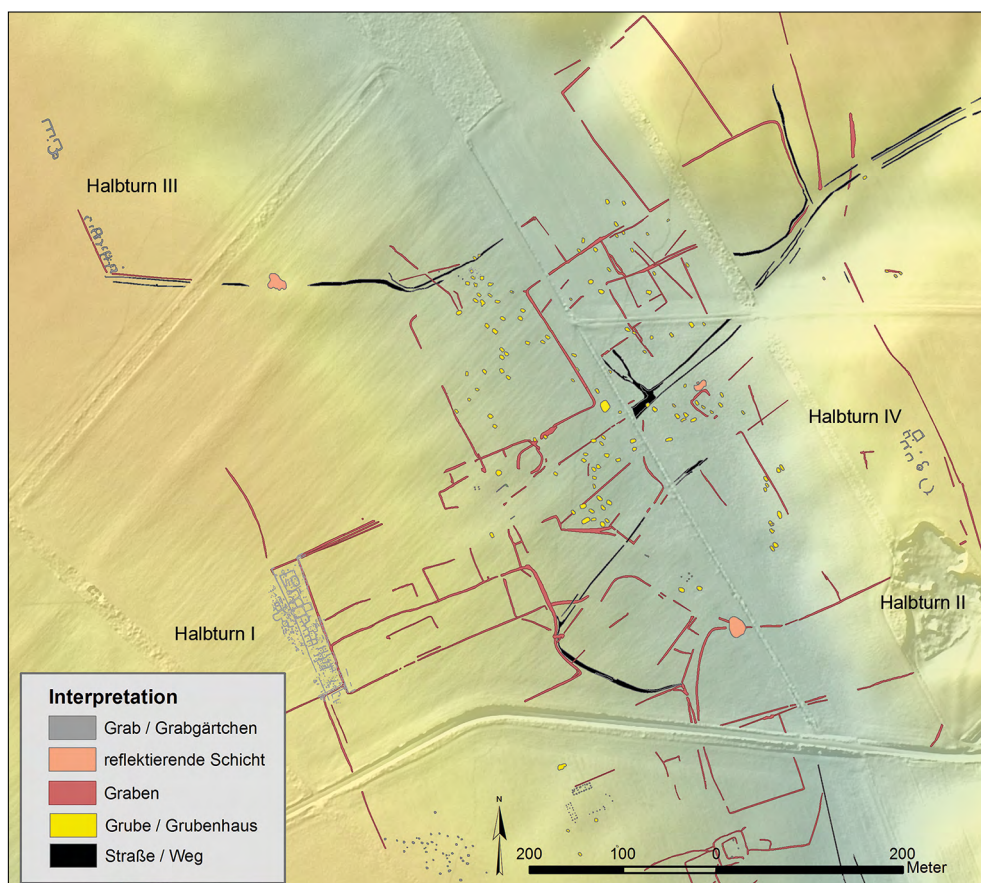 Halbturn III
Halbturn IV
Halbturn II
Halbturn I
Interpretation
Grab / Grabgärtchen
reflektierende Schicht
Graben
Grube / Grubenhaus
Straße / Weg
N
200 100 0 200
Meter